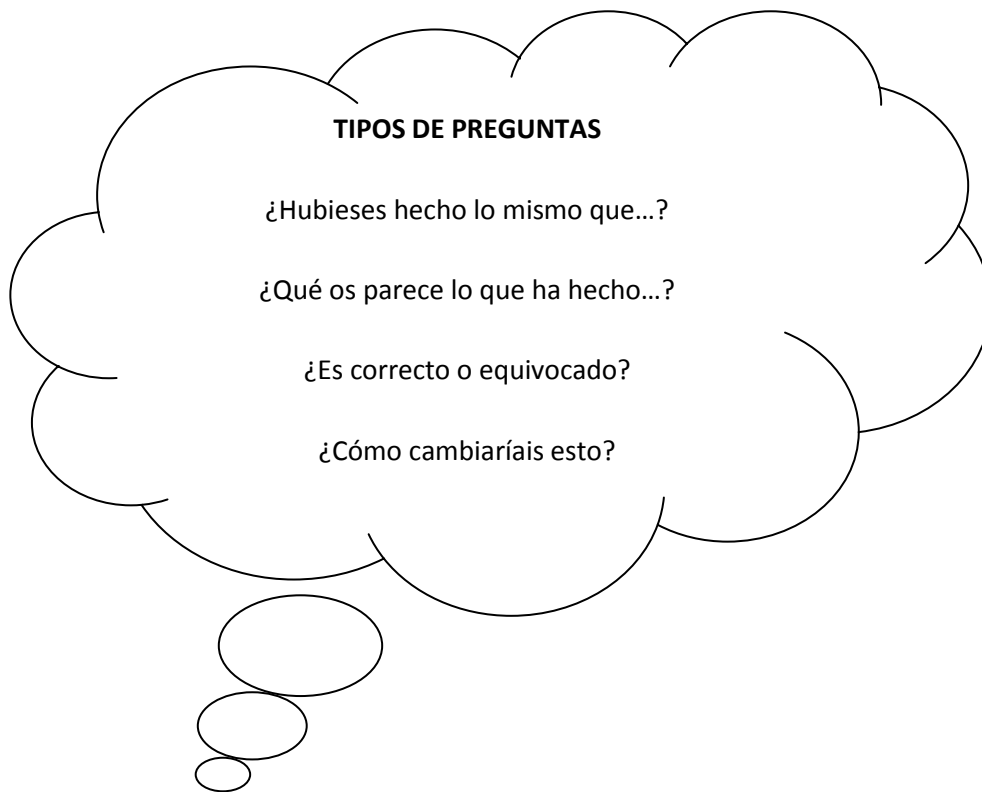 TIPOS DE PREGUNTAS
¿Hubieses hecho lo mismo que...?
¿Qué os parece lo que ha hecho...?
¿Es correcto o equivocado?
¿Cómo cambiaríais esto?